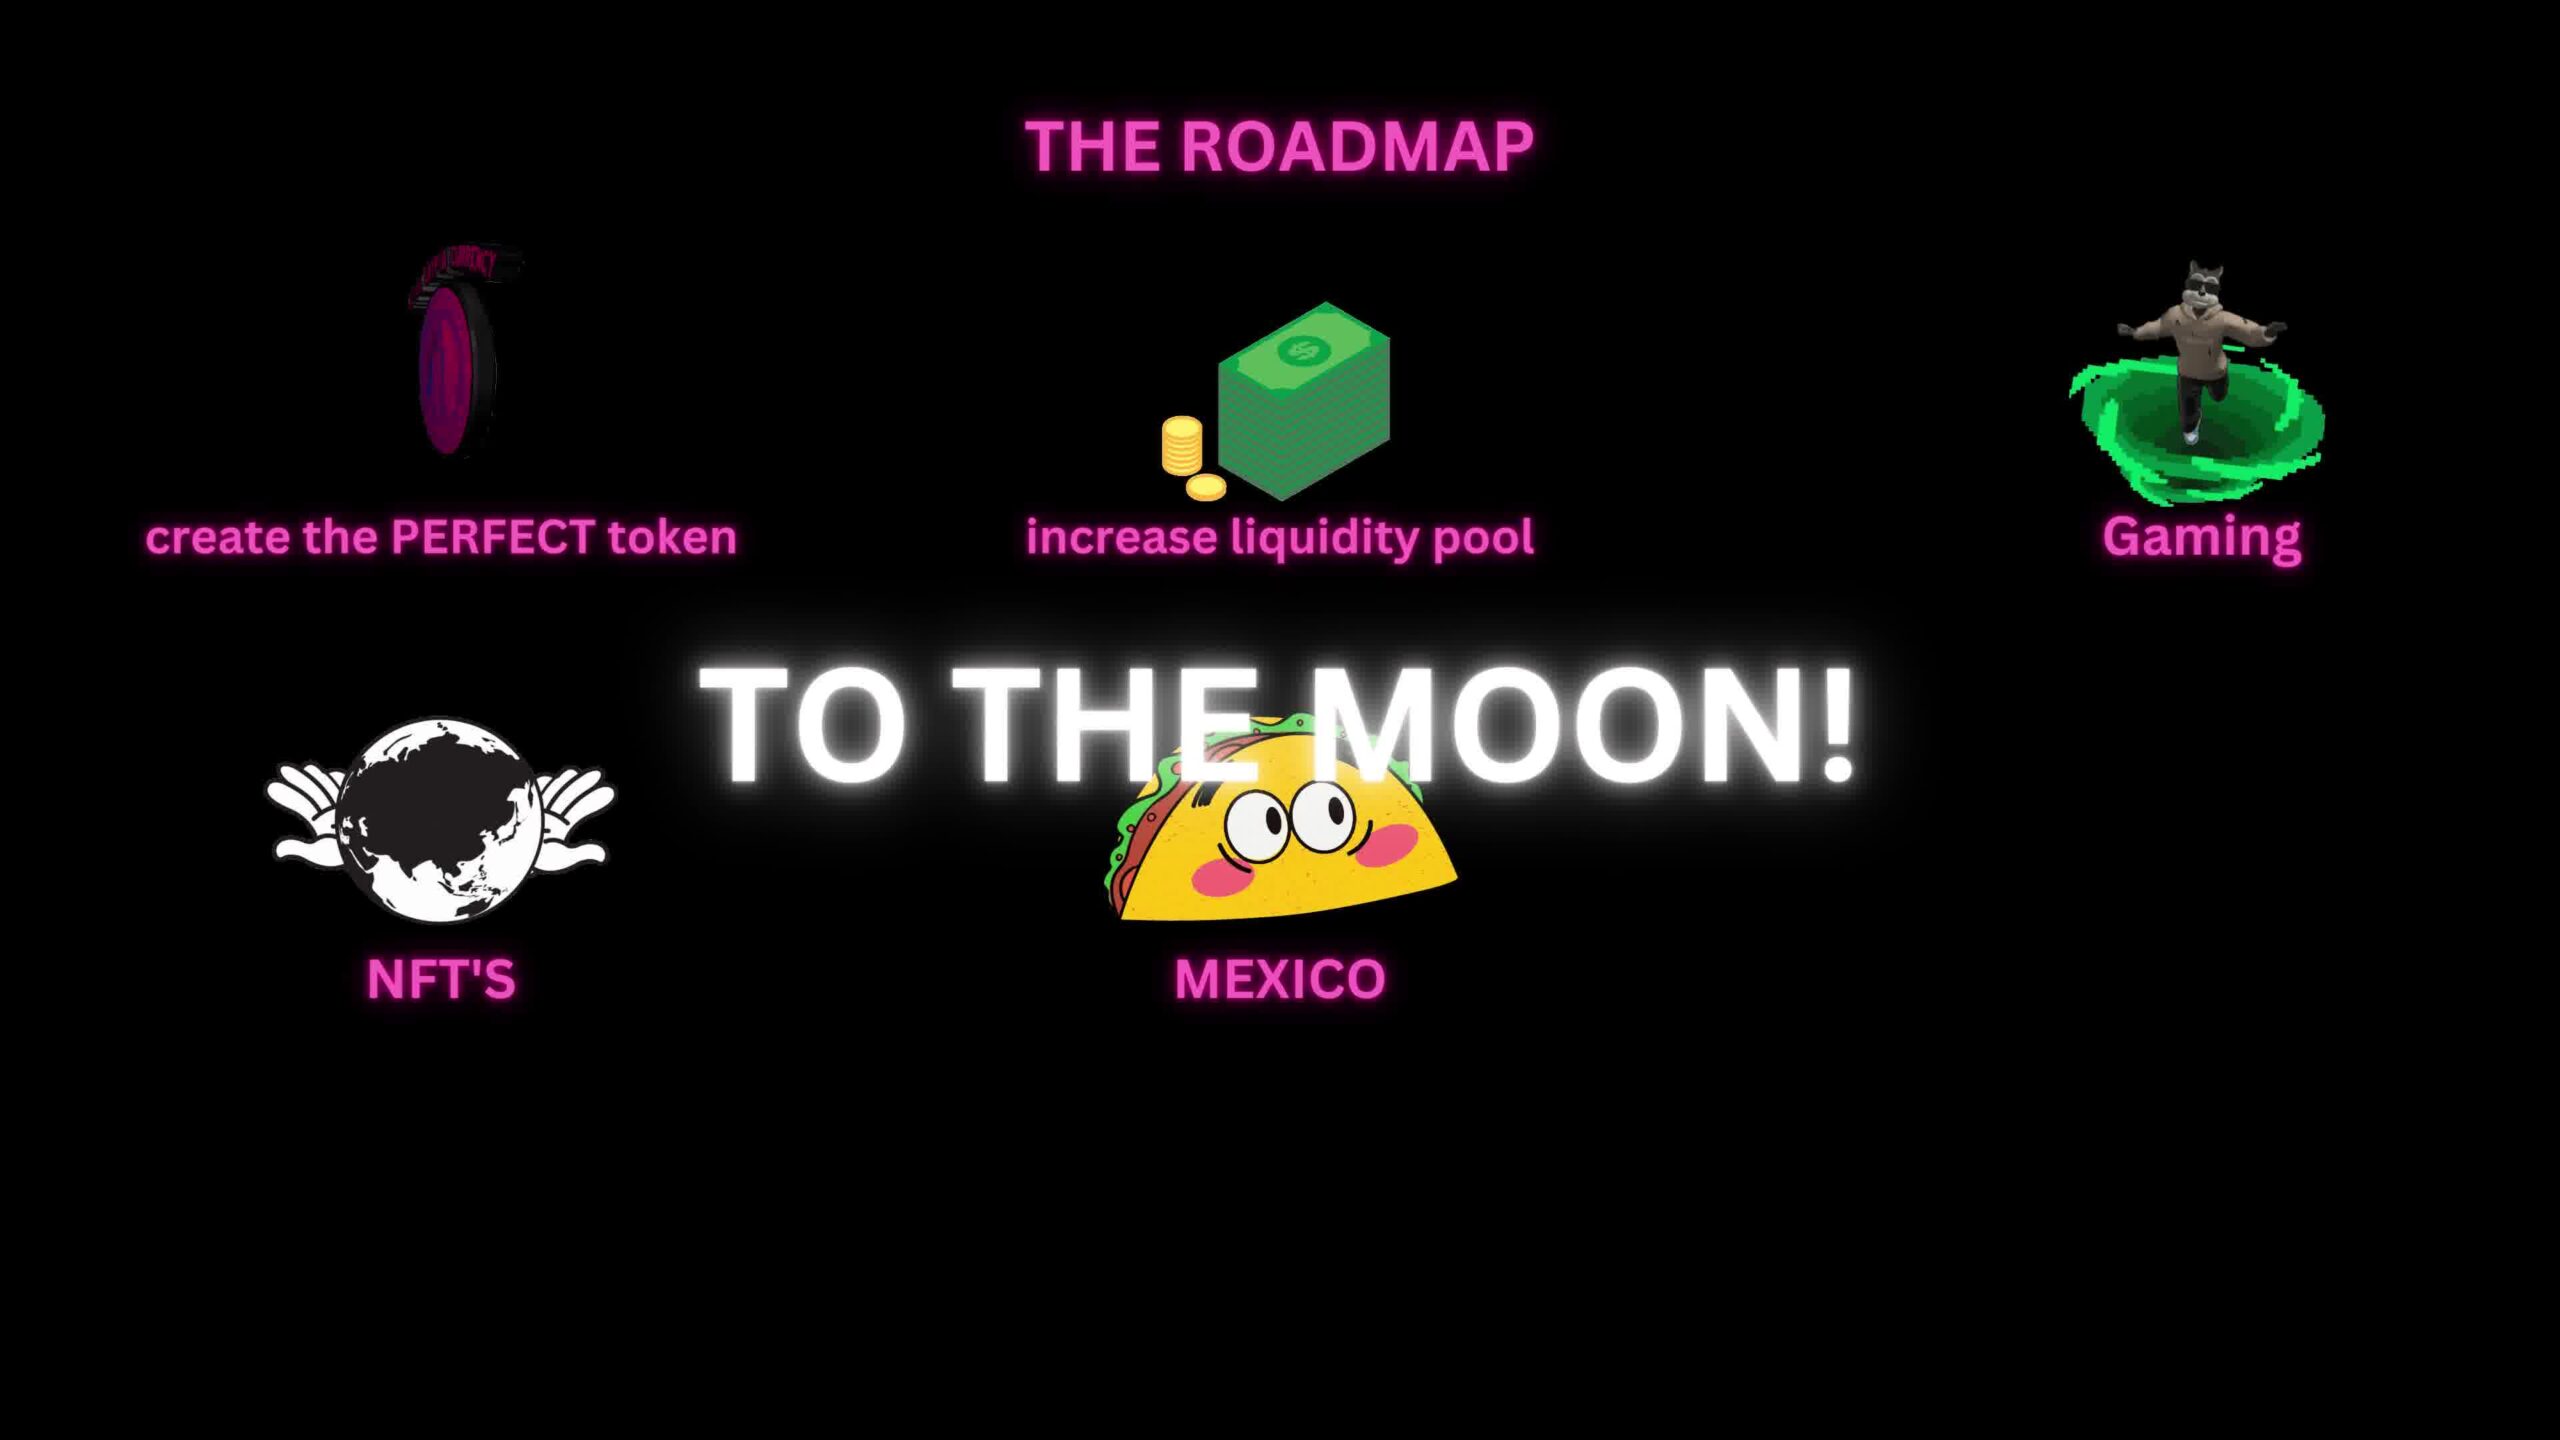 THE ROADMAP
create the PERFECT token
increase liquidity pool
Gaming
TO THE MOON!
NFT'S
MEXICO